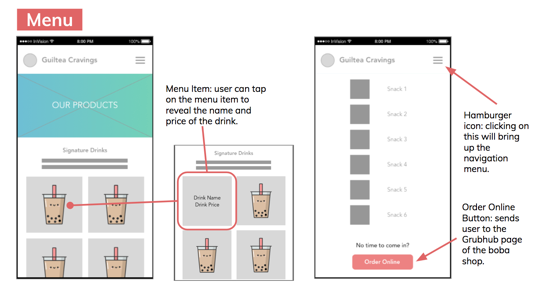 Menu
InVision
8:00 PM
100%
Guiltea Cravings
OUR PRODUCTS
Signature Drinks
Menu Item: user can tap
on the menu item to
reveal the name and
price of the drink.
Signature Drinks
Drink Name
Drink Price
InVision
8:00 PM
100%
Guiltea Cravings
Snack 1
Snack 2
Snack 3
Snack 4
Snack 5
Snack 6
No time to come in?
Order Online
Hamburger
icon: clicking on
this will bring
up the
navigation
menu.
Order Online
Button: sends
user to the
Grubhub page
of the boba
shop.